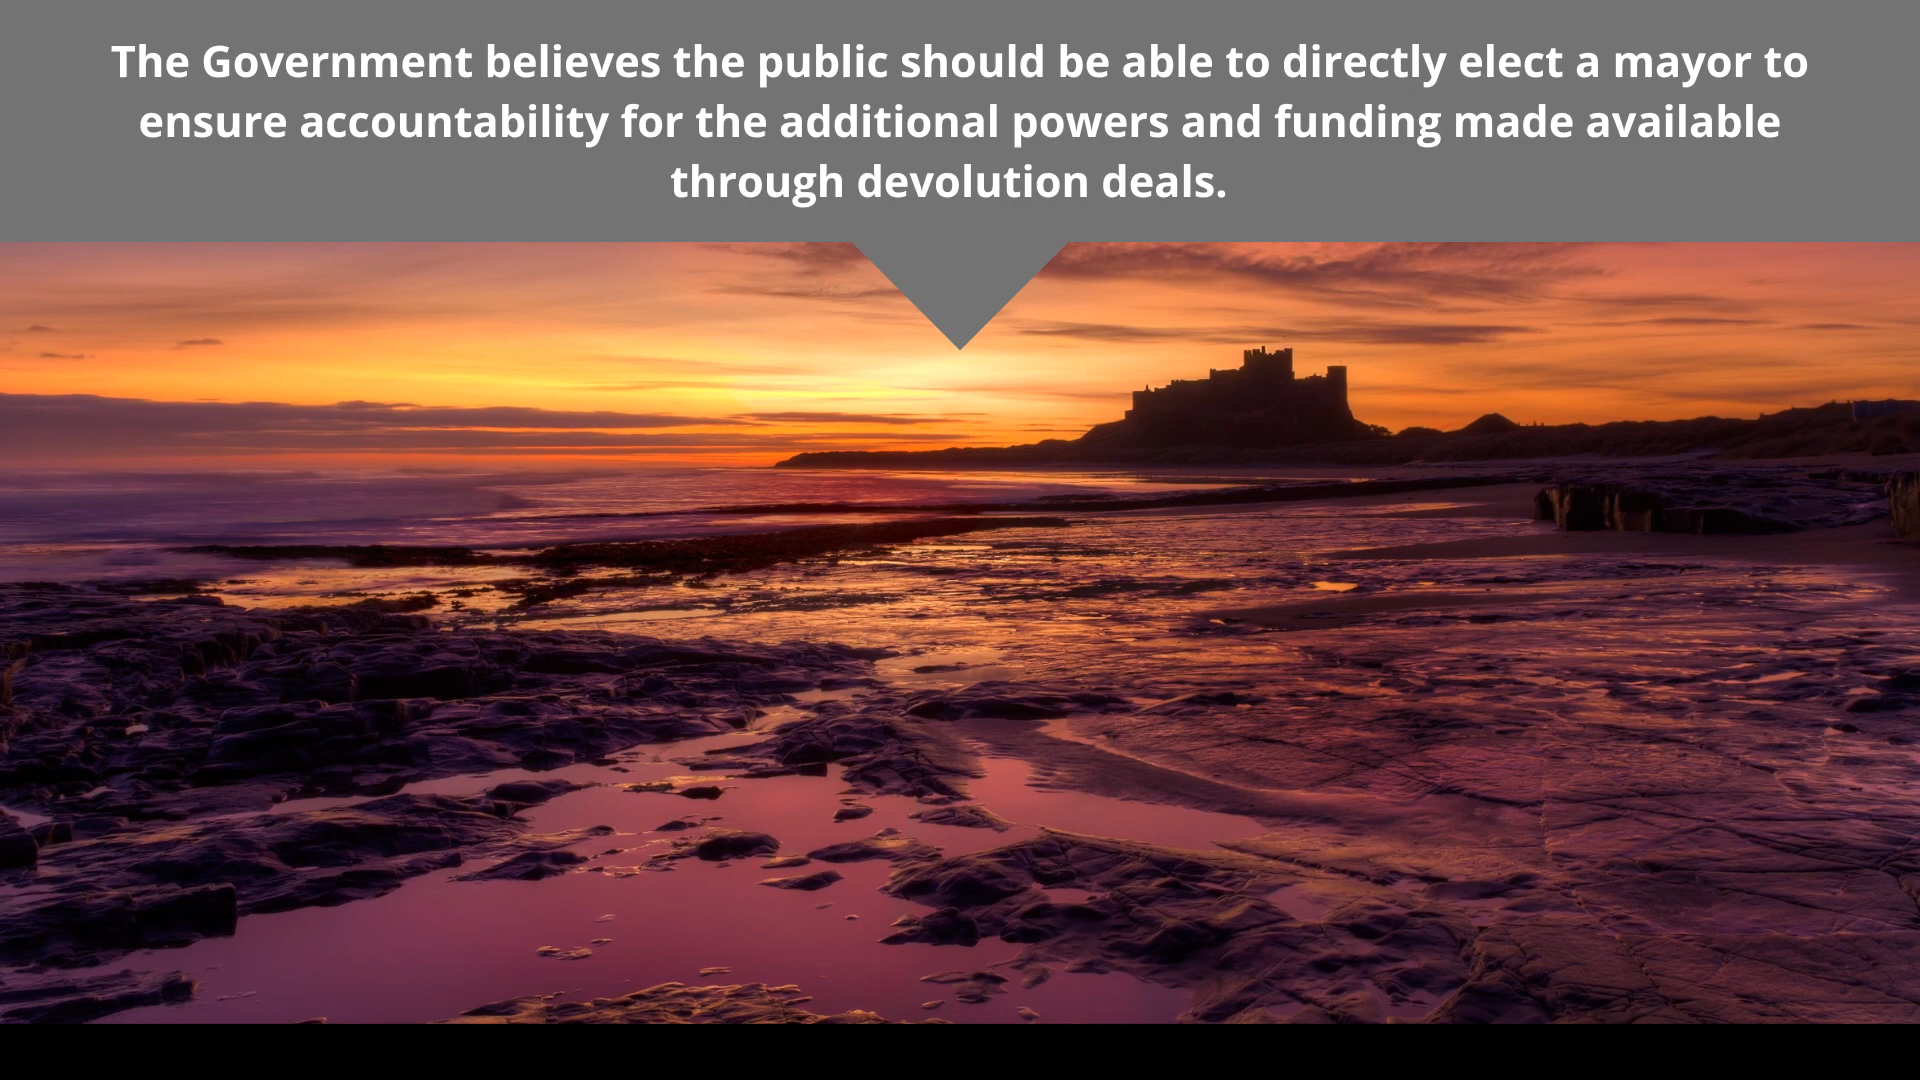 The Government believes the public should be able to directly elect a mayor to
ensure accountability for the additional powers and funding made available
through devolution deals.